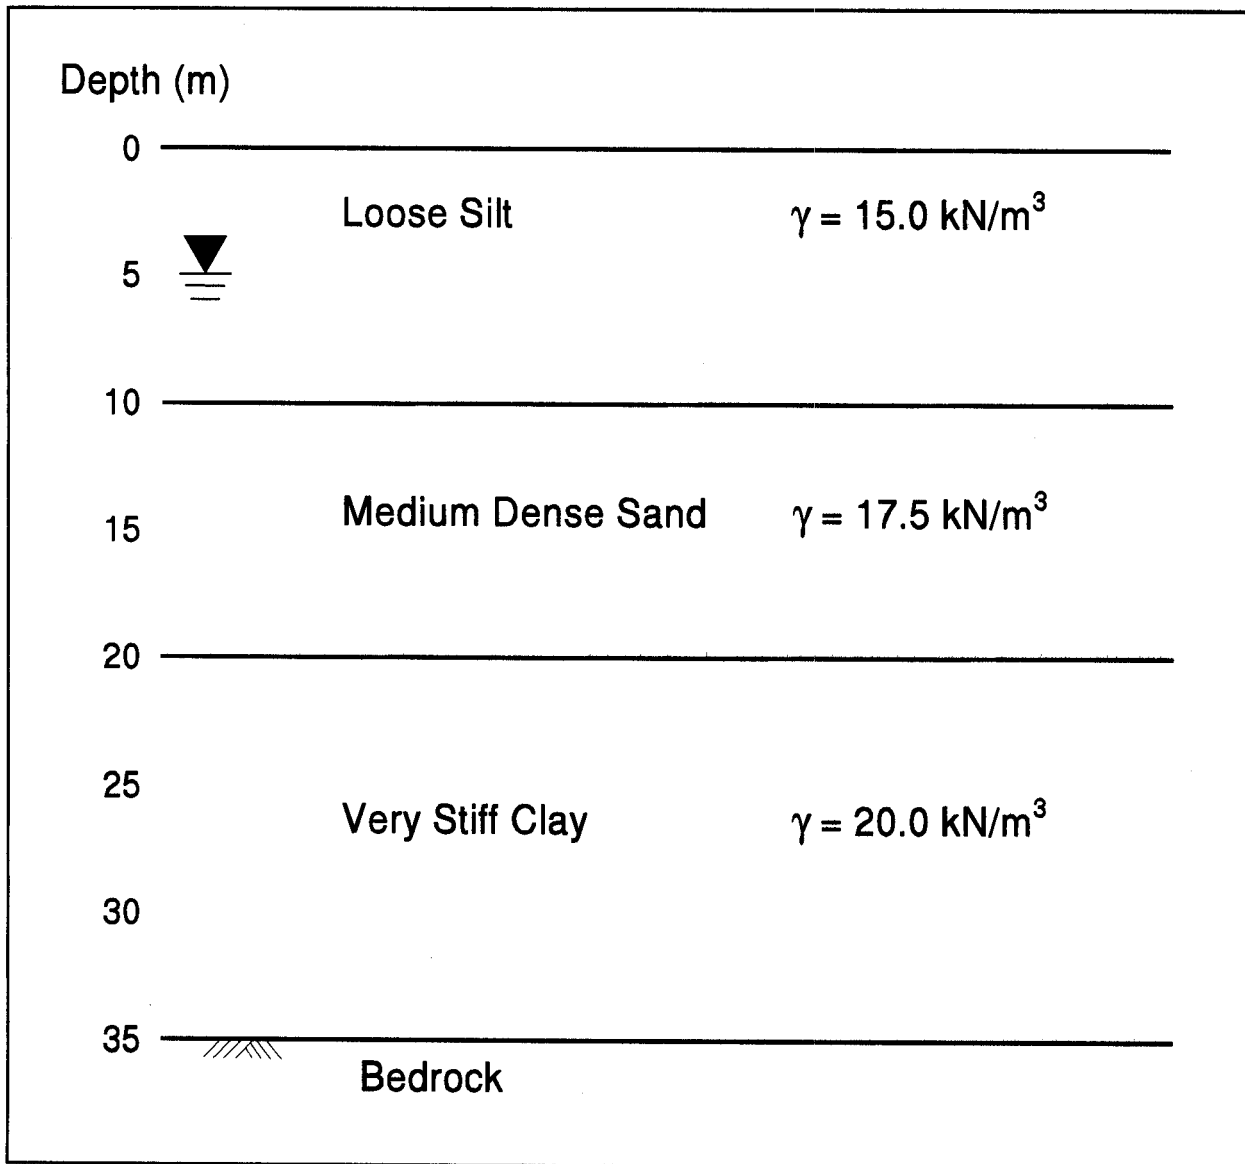 Depth (m)
0
Loose Silt γ = 15.0 kN/m³
5
10
Medium Dense Sand γ = 17.5 kN/m³
15
20
25
Very Stiff Clay γ = 20.0 kN/m³
30
35
Bedrock